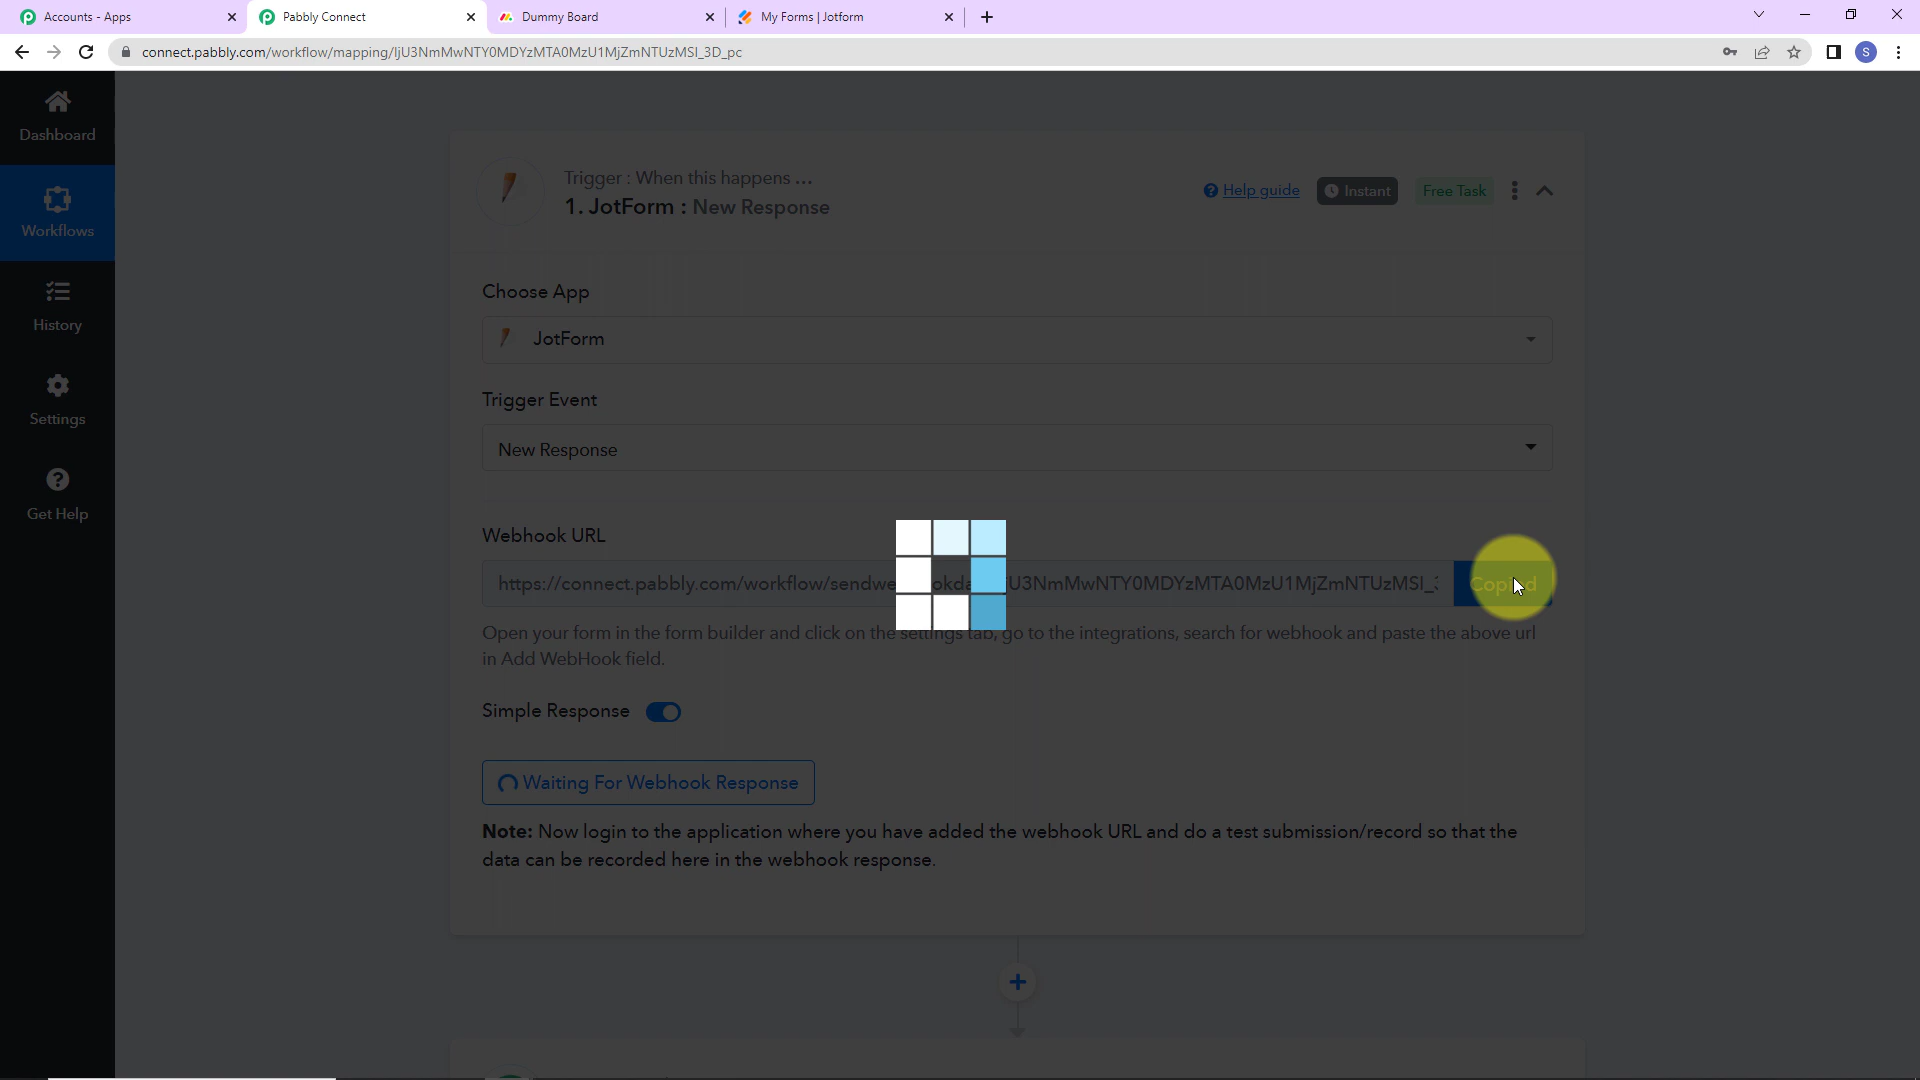 Accounts - Apps
Pabbly Connect
Dummy Board
My Forms | Jotform
connect.pabbly.com/workflow/mapping/IjU3NmMwNTY0MDYzMTA0MzU1MjZmNTUzMSI_3D_pc
S
Dashboard
Workflows
History
Settings
Get Help
Trigger : When this happens ...
1. JotForm : New Response
Help guide
Instant
Free Task
Choose App
JotForm
Trigger Event
New Response
Webhook URL
https://connect.pabbly.com/workflow/sendwe okda U3NmMwNTY0MDYzMTA0MzU1MjZmNTUzMSI_
Copied
Open your form in the form builder and click on the settings tab, go to the integrations, search for webhook and paste the above url
in Add WebHook field.
Simple Response
Waiting For Webhook Response
Note: Now login to the application where you have added the webhook URL and do a test submission/record so that the
data can be recorded here in the webhook response.